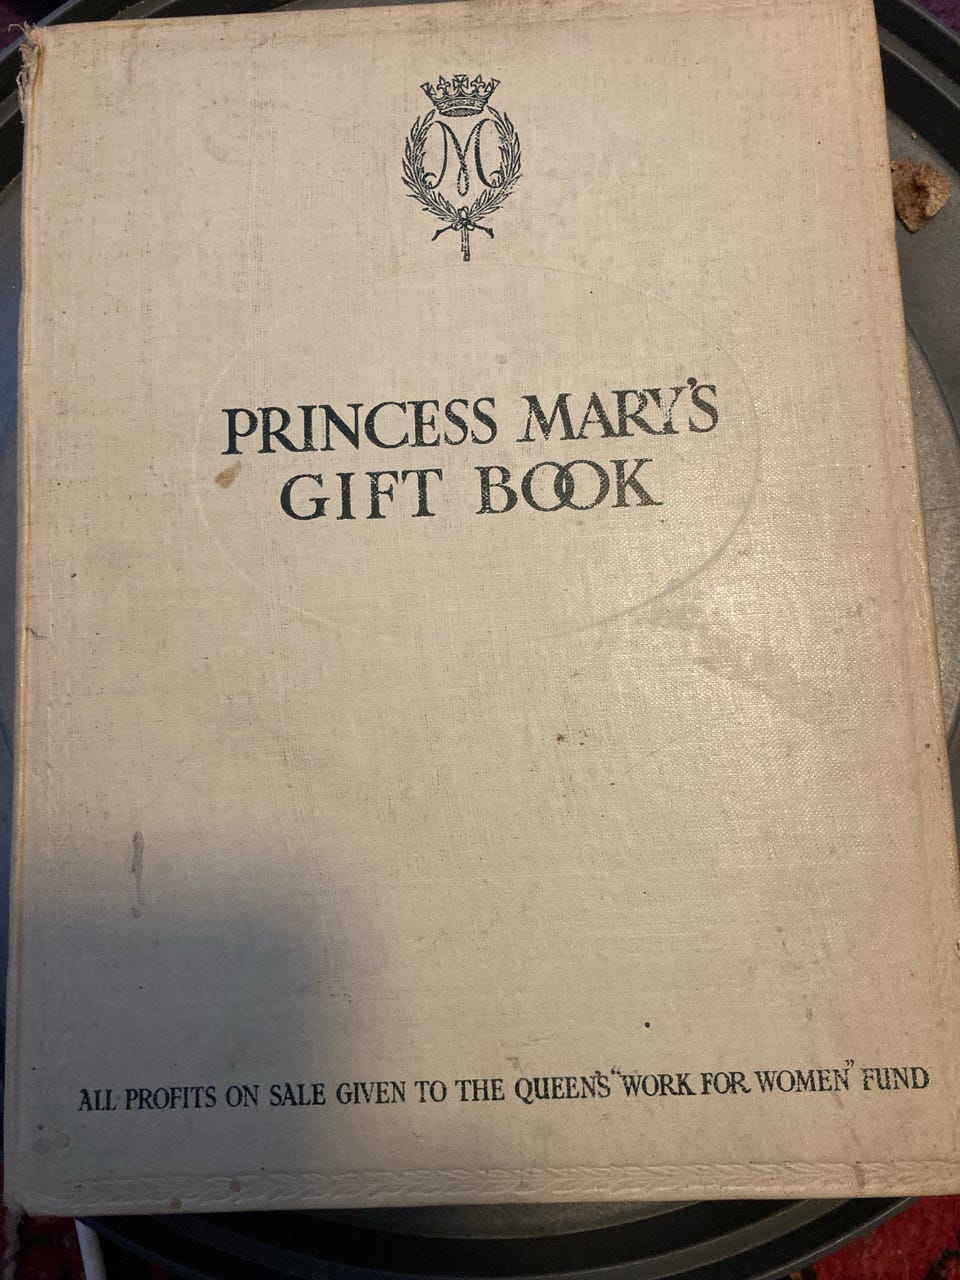 M
PRINCESS MARY'S
GIFT BOOK
ALL PROFITS ON SALE GIVEN TO THE QUEEN'S "WORK FOR WOMEN" FUND